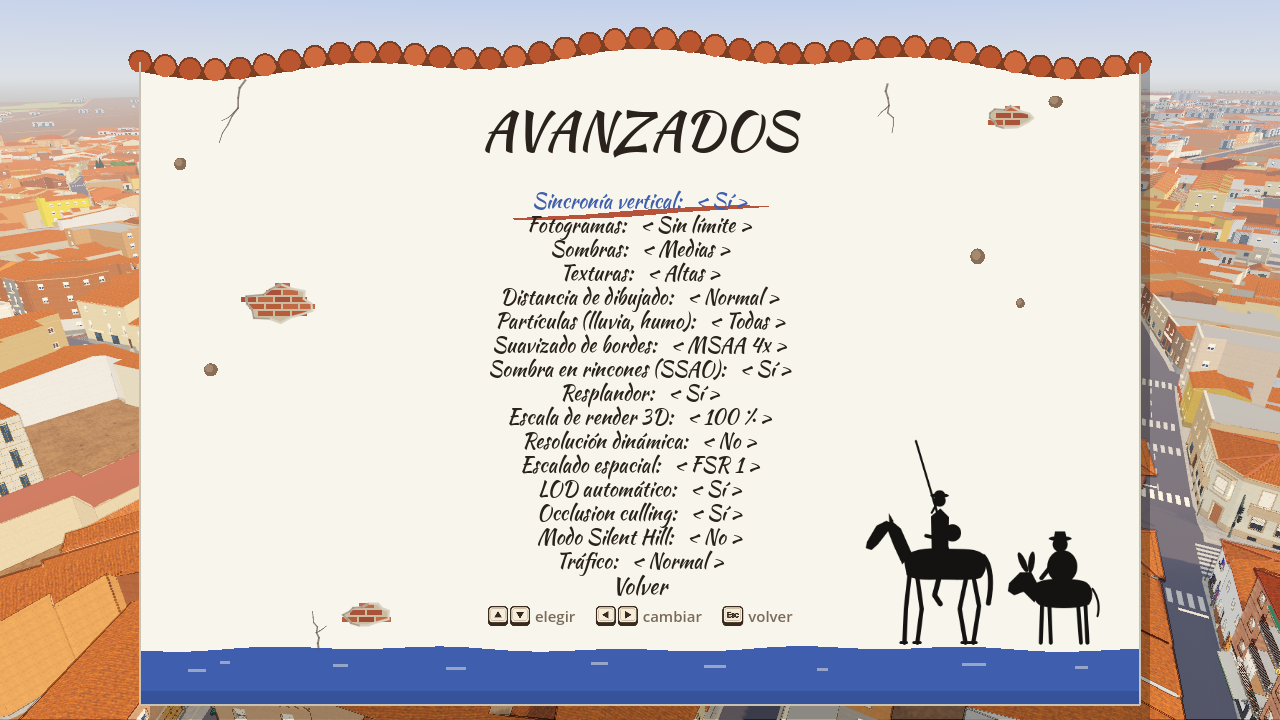 AVANZADOS
Sincronía vertical: < Sí >
Fotogramas: < Sin límite >
Sombras: < Medias >
Texturas: < Altas >
Distancia de dibujado: < Normal >
Partículas (lluvia, humo): < Todas >
Suavizado de bordes: < MSAA 4x >
Sombra en rincones (SSAO): < Sí >
Resplandor: < Sí >
Escala de render 3D: < 100 % >
Resolución dinámica: < No >
Escalado espacial: < FSR 1 >
LOD automático: < Sí >
Occlusion culling: < Sí >
Modo Silent Hill: < No >
Tráfico: < Normal >
Volver
elegir cambiar Esc volver